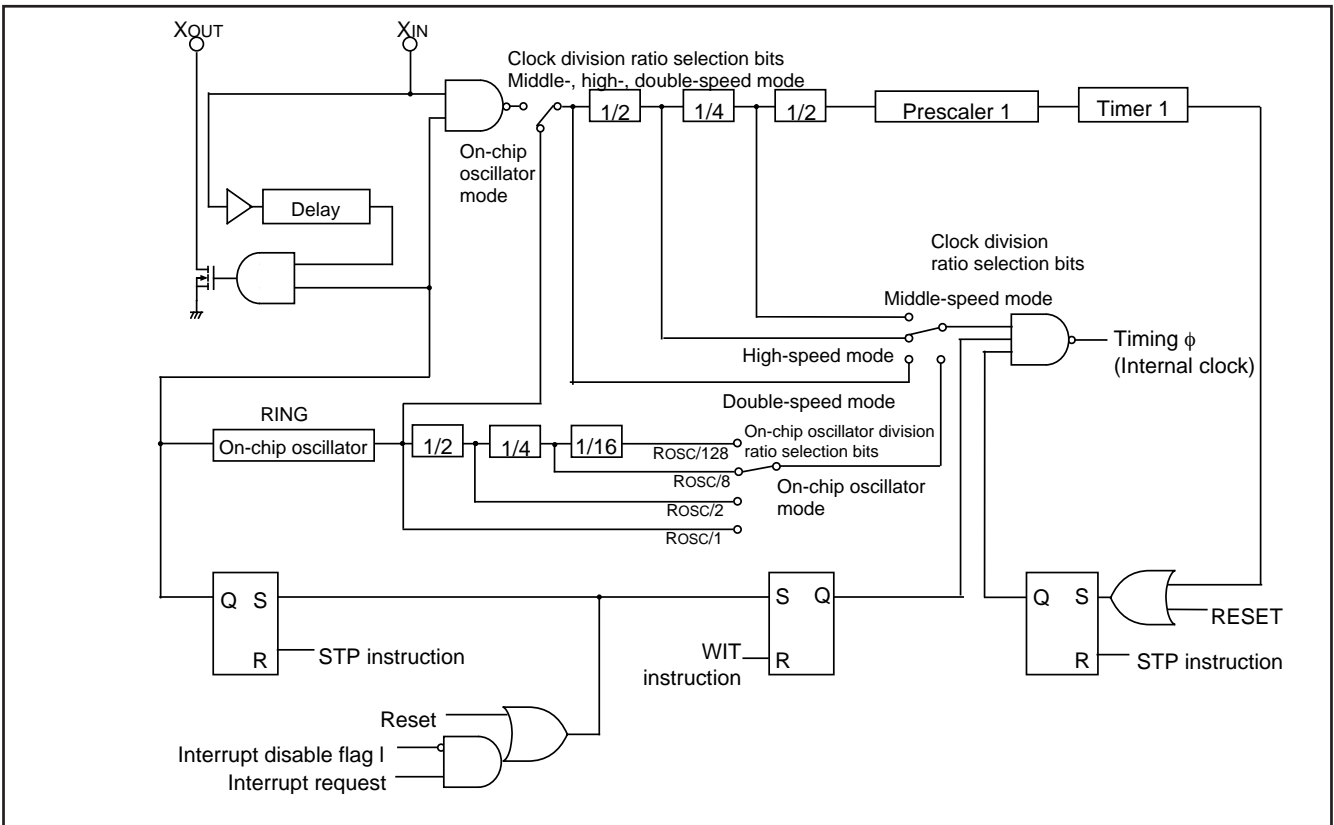 XOUT
XIN
Clock division ratio selection bits
Middle-, high-, double-speed mode
1/2
1/4
1/2
Prescaler 1
Timer 1
On-chip
oscillator
mode
Delay
Clock division
ratio selection bits
Middle-speed mode
High-speed mode
Timing ϕ
(Internal clock)
Double-speed mode
RING
On-chip oscillator
1/2
1/4
1/16
ROSC/128
On-chip oscillator division
ratio selection bits
ROSC/8
On-chip oscillator
mode
ROSC/2
ROSC/1
Q S
R
STP instruction
S Q
R
WIT
instruction
Q S
R
RESET
STP instruction
Reset
Interrupt disable flag I
Interrupt request